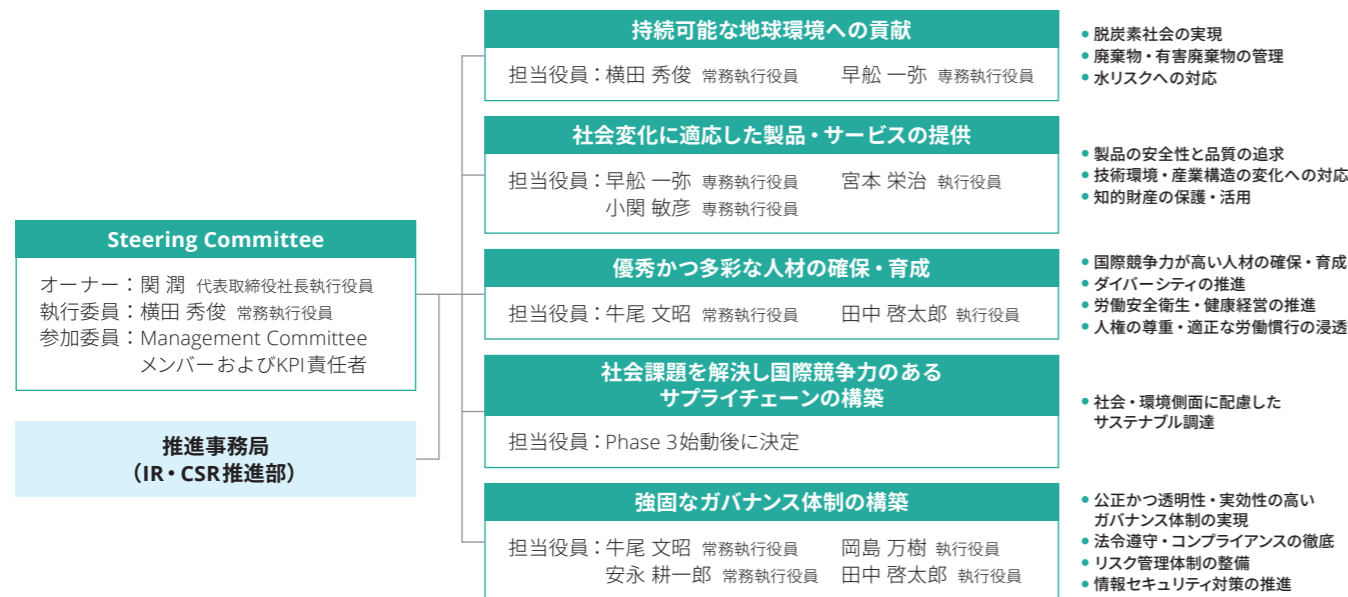 Steering Committee
オーナー：関 潤 代表取締役社長執行役員
執行委員：横田 秀俊 常務執行役員
参加委員：Management Committee
メンバーおよびKPI責任者
推進事務局
（IR・CSR推進部）
持続可能な地球環境への貢献
担当役員：横田 秀俊 常務執行役員 早舩 一弥 専務執行役員
• 脱炭素社会の実現
• 廃棄物・有害廃棄物の管理
• 水リスクへの対応
社会変化に適応した製品・サービスの提供
担当役員：早舩 一弥 専務執行役員 宮本 栄治 執行役員
小関 敏彦 専務執行役員
• 製品の安全性と品質の追求
• 技術環境・産業構造の変化への対応
• 知的財産の保護・活用
優秀かつ多彩な人材の確保・育成
担当役員：牛尾 文昭 常務執行役員 田中 啓太郎 執行役員
• 国際競争力が高い人材の確保・育成
• ダイバーシティの推進
• 労働安全衛生・健康経営の推進
• 人権の尊重・適正な労働慣行の浸透
社会課題を解決し国際競争力のある
サプライチェーンの構築
担当役員：Phase 3始動後に決定
• 社会・環境側面に配慮した
サステナブル調達
強固なガバナンス体制の構築
担当役員：牛尾 文昭 常務執行役員 岡島 万樹 執行役員
安永 耕一郎 常務執行役員 田中 啓太郎 執行役員
• 公正かつ透明性・実効性の高い
ガバナンス体制の実現
• 法令遵守・コンプライアンスの徹底
• リスク管理体制の整備
• 情報セキュリティ対策の推進